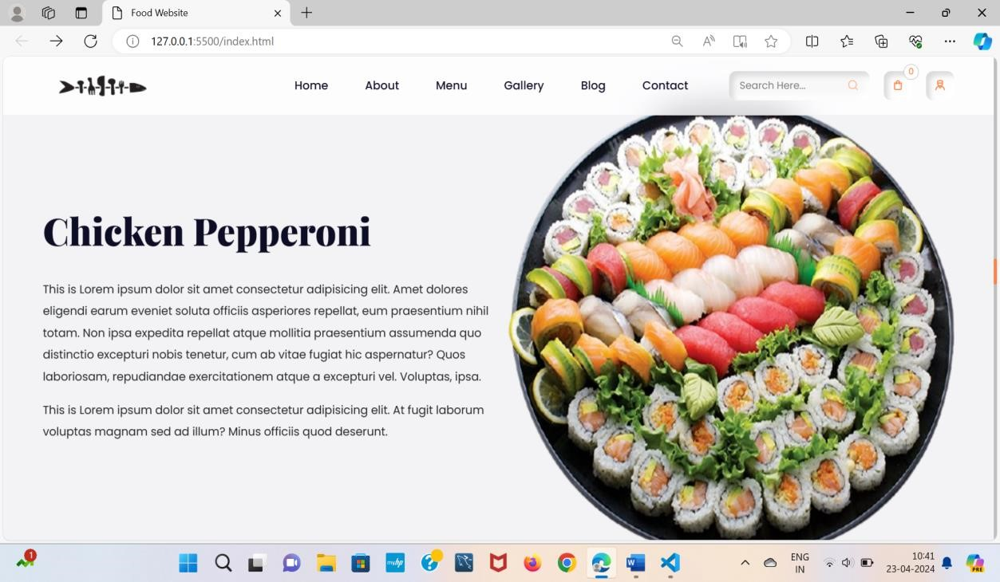 Food Website
127.0.0.1:5500/index.html
Home About Menu Gallery Blog Contact Search Here... 0
Chicken Pepperoni
This is Lorem ipsum dolor sit amet consectetur adipisicing elit. Amet dolores
eligendi earum eveniet soluta officiis asperiores repellat, eum praesentium nihil
totam. Non ipsa expedita repellat atque mollitia praesentium assumenda quo
distinctio excepturi nobis tenetur, cum ab vitae fugiat hic aspernatur? Quos
laboriosam, repudiandae exercitationem atque a excepturi vel. Voluptas, ipsa.
This is Lorem ipsum dolor sit amet consectetur adipisicing elit. At fugit laborum
voluptas magnam sed ad illum? Minus officiis quod deserunt.
1 myhp ? W ENG 10:41
IN 23-04-2024 PRE